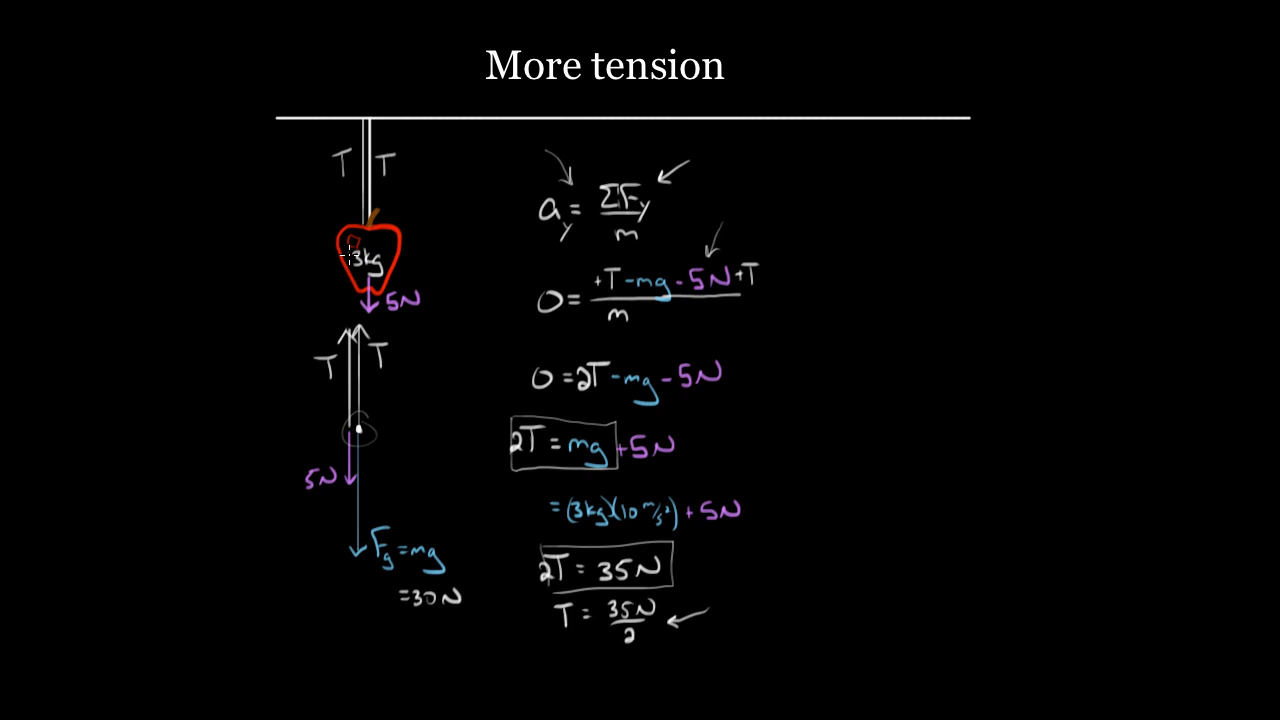 More tension
T T
3kg
5N
T T
5N
Fg = mg
= 30N
ay = ΣFy / m
0 = +T - mg - 5N + T / m
0 = 2T - mg - 5N
2T = mg + 5N
= (3kg)(10 m/s²) + 5N
2T = 35N
T = 35N / 2